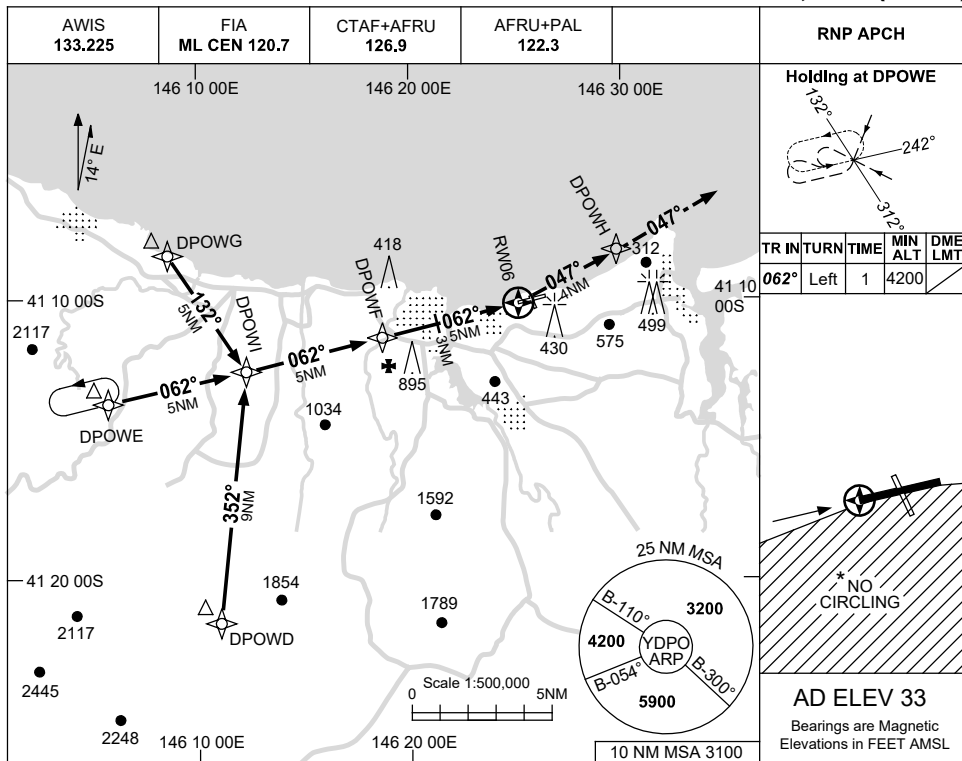 AWIS
133.225
FIA
ML CEN 120.7
CTAF+AFRU
126.9
AFRU+PAL
122.3
RNP APCH
146 10 00E
146 20 00E
146 30 00E
14° E
DPOWG
418
DPOWH
047°
312
RW06
047°
4NM
41 10 00S
41 10
00S
132°
5NM
DPOWI
DPOWF
062°
5NM
3NM
499
430
575
2117
062°
5NM
062°
5NM
895
443
DPOWE
1034
352°
9NM
1592
41 20 00S
1854
DPOWD
1789
2117
2445
2248
25 NM MSA
B-110°
3200
4200
YDPO
ARP
B-054°
B-300°
5900
Scale 1:500,000
0
5NM
146 10 00E
146 20 00E
10 NM MSA 3100
Holding at DPOWE
132°
242°
312°
TR IN TURN TIME MIN ALT DME LMT
062° Left 1 4200
* NO
CIRCLING
AD ELEV 33
Bearings are Magnetic
Elevations in FEET AMSL